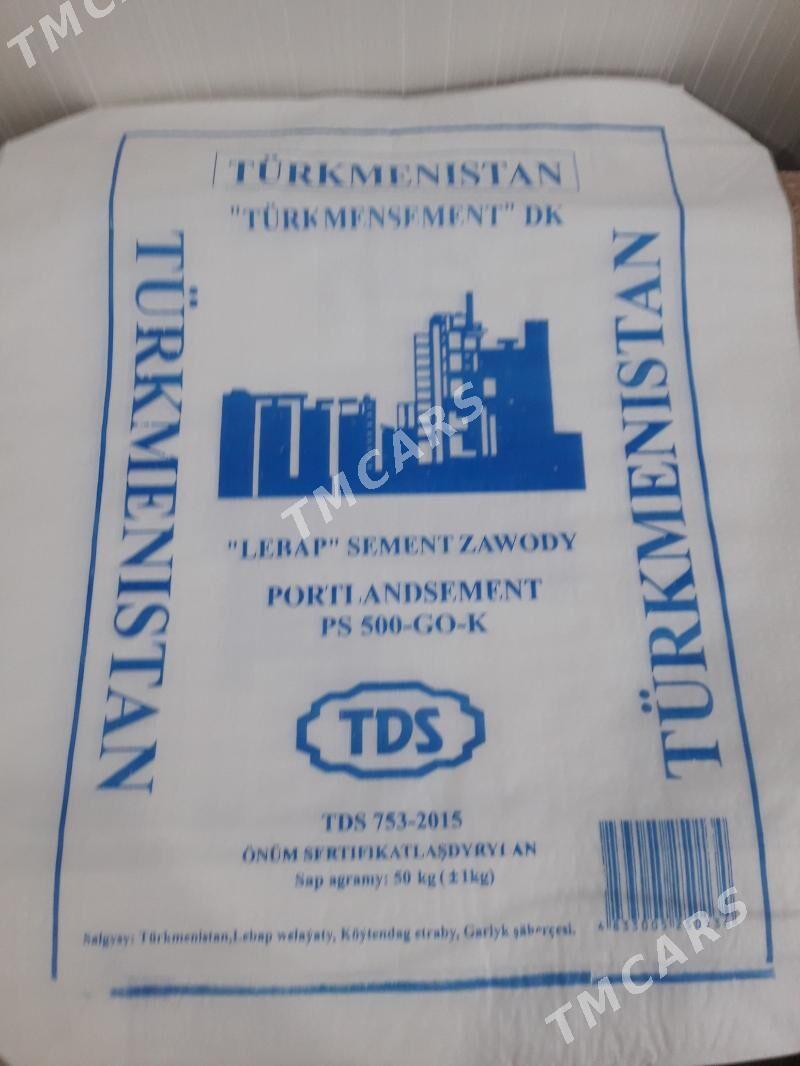 TMCARS
TÜRKMENISTAN
"TÜRKMENSEMENT" DK
TÜRKMENISTAN
TÜRKMENISTAN
TMCARS
"LEBAP" SEMENT ZAWODY
PORTLANDSEMENT
PS 500-GO-K
TDS
TDS 753-2015
ÖNÜM SERTIFIKATLAŞDYRYLAN
Sap agramy: 50 kg (±1kg)
Salgysy: Türkmenistan,Lebap welaýaty, Köýtendag etraby, Garlyk şäherçesi.
TMCARS